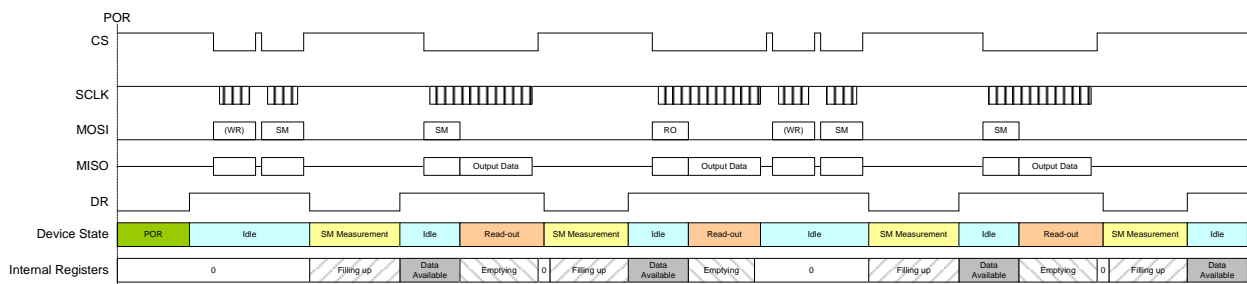 POR
CS
SCLK
MOSI (WR) SM SM RO (WR) SM SM
MISO Output Data Output Data Output Data
DR
Device State POR Idle SM Measurement Idle Read-out SM Measurement Idle Read-out Idle SM Measurement Idle Read-out SM Measurement Idle
Internal Registers 0 Filling up Data Available Emptying 0 Filling up Data Available Emptying 0 Filling up Data Available Emptying 0 Filling up Data Available